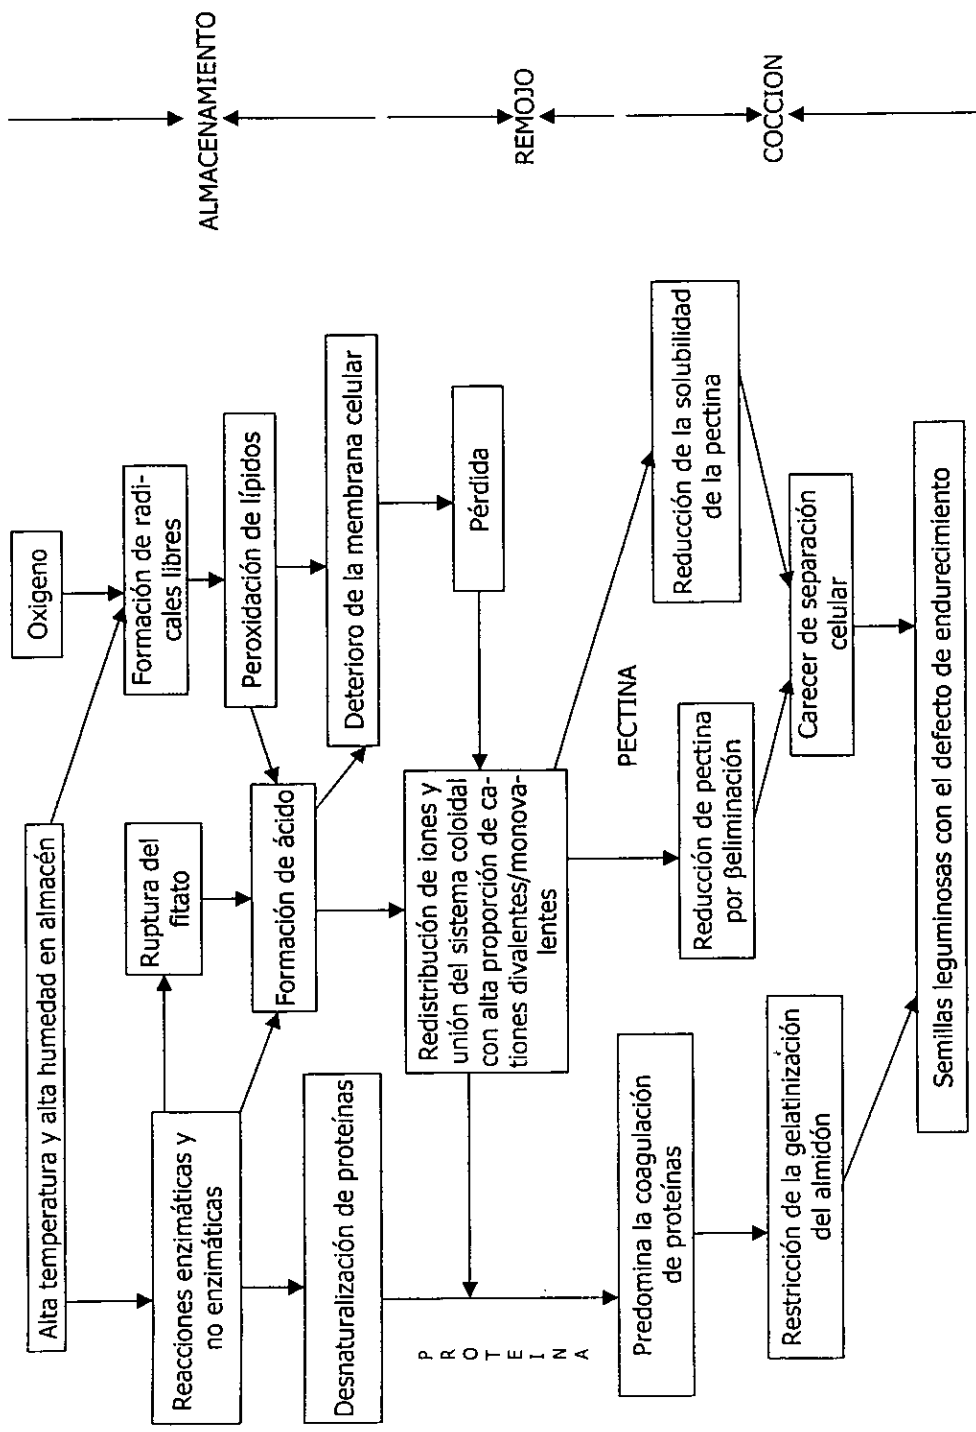 Alta temperatura y alta humedad en almacén
Oxigeno
Reacciones enzimáticas y
no enzimáticas
Ruptura del
fitato
Formación de radi-
cales libres
ALMACENAMIENTO
Formación de ácido
Peroxidación de lípidos
Desnaturalización de proteínas
Deterioro de la membrana celular
P
R
O
T
E
I
N
A
Redistribución de iones y
unión del sistema coloidal
con alta proporción de ca-
tiones divalentes/monova-
lentes
Pérdida
REMOJO
PECTINA
Predomina la coagulación
de proteínas
Reducción de pectina
por βeliminación
Reducción de la solubilidad
de la pectina
Restricción de la gelatinización
del almidón
Carecer de separación
celular
COCCION
Semillas leguminosas con el defecto de endurecimiento